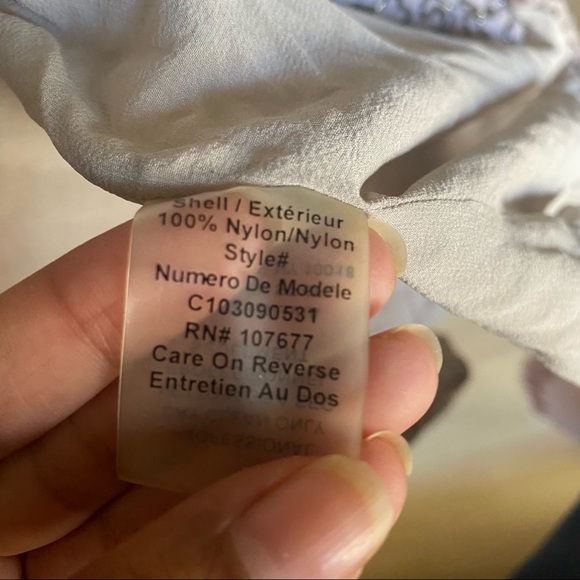 Shell / Extérieur
100% Nylon/Nylon
Style#
Numero De Modele
C103090531
RN# 107677
Care On Reverse
Entretien Au Dos